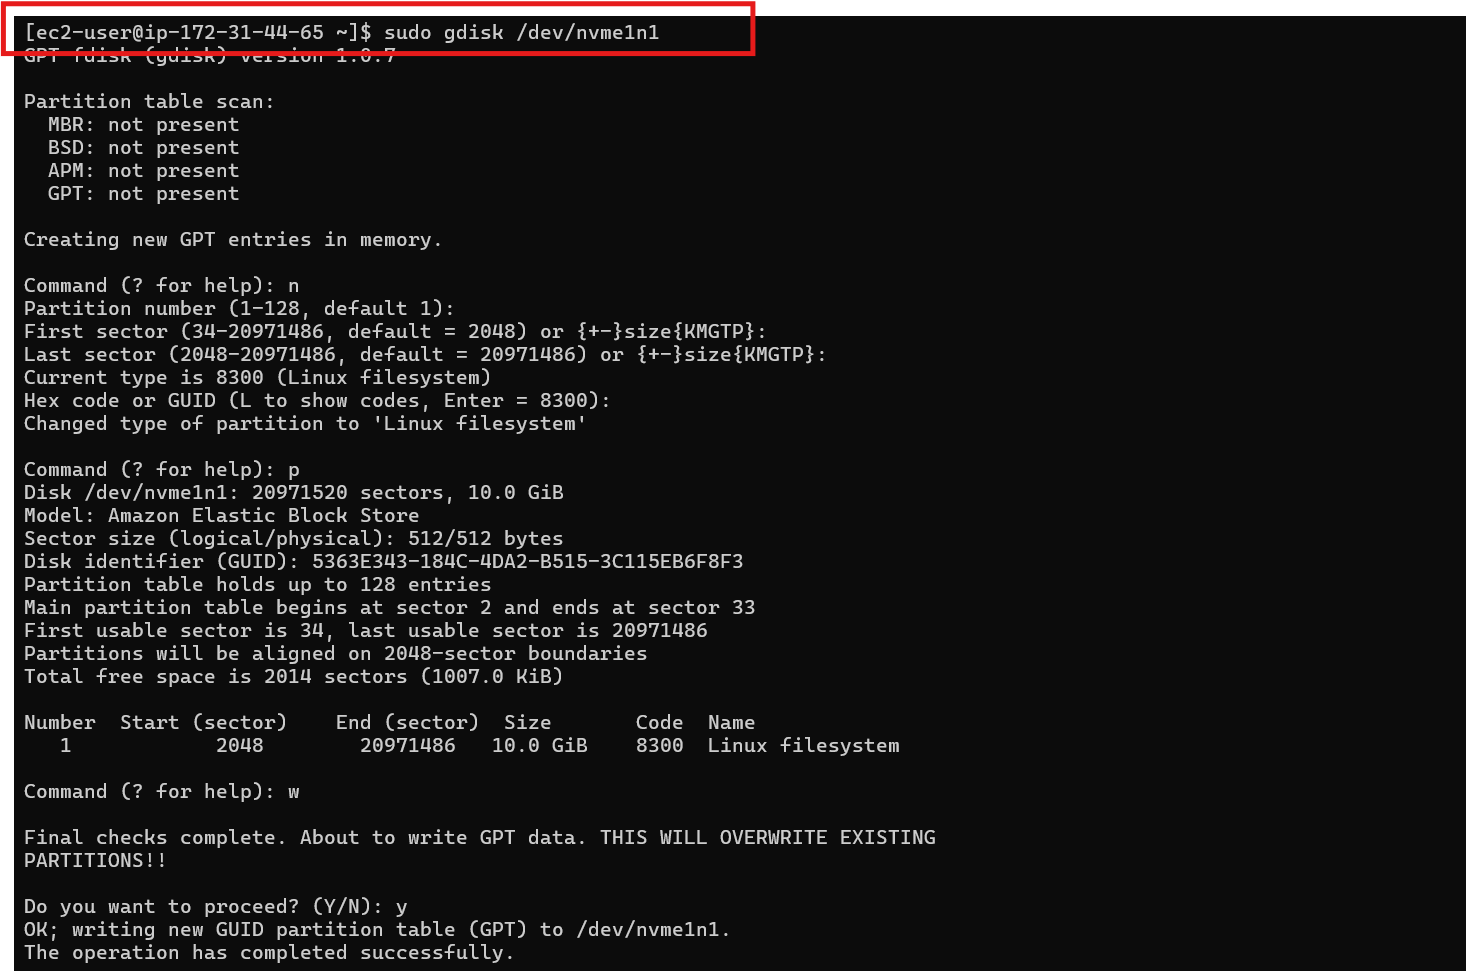 [ec2-user@ip-172-31-44-65 ~]$ sudo gdisk /dev/nvme1n1
GPT fdisk (gdisk) version 1.0.7
Partition table scan:
  MBR: not present
  BSD: not present
  APM: not present
  GPT: not present
Creating new GPT entries in memory.
Command (? for help): n
Partition number (1-128, default 1):
First sector (34-20971486, default = 2048) or {+-}size{KMGTP}:
Last sector (2048-20971486, default = 20971486) or {+-}size{KMGTP}:
Current type is 8300 (Linux filesystem)
Hex code or GUID (L to show codes, Enter = 8300):
Changed type of partition to 'Linux filesystem'
Command (? for help): p
Disk /dev/nvme1n1: 20971520 sectors, 10.0 GiB
Model: Amazon Elastic Block Store
Sector size (logical/physical): 512/512 bytes
Disk identifier (GUID): 5363E343-184C-4DA2-B515-3C115EB6F8F3
Partition table holds up to 128 entries
Main partition table begins at sector 2 and ends at sector 33
First usable sector is 34, last usable sector is 20971486
Partitions will be aligned on 2048-sector boundaries
Total free space is 2014 sectors (1007.0 KiB)
Number  Start (sector)    End (sector)  Size       Code  Name
   1            2048        20971486   10.0 GiB    8300  Linux filesystem
Command (? for help): w
Final checks complete. About to write GPT data. THIS WILL OVERWRITE EXISTING
PARTITIONS!!
Do you want to proceed? (Y/N): y
OK; writing new GUID partition table (GPT) to /dev/nvme1n1.
The operation has completed successfully.